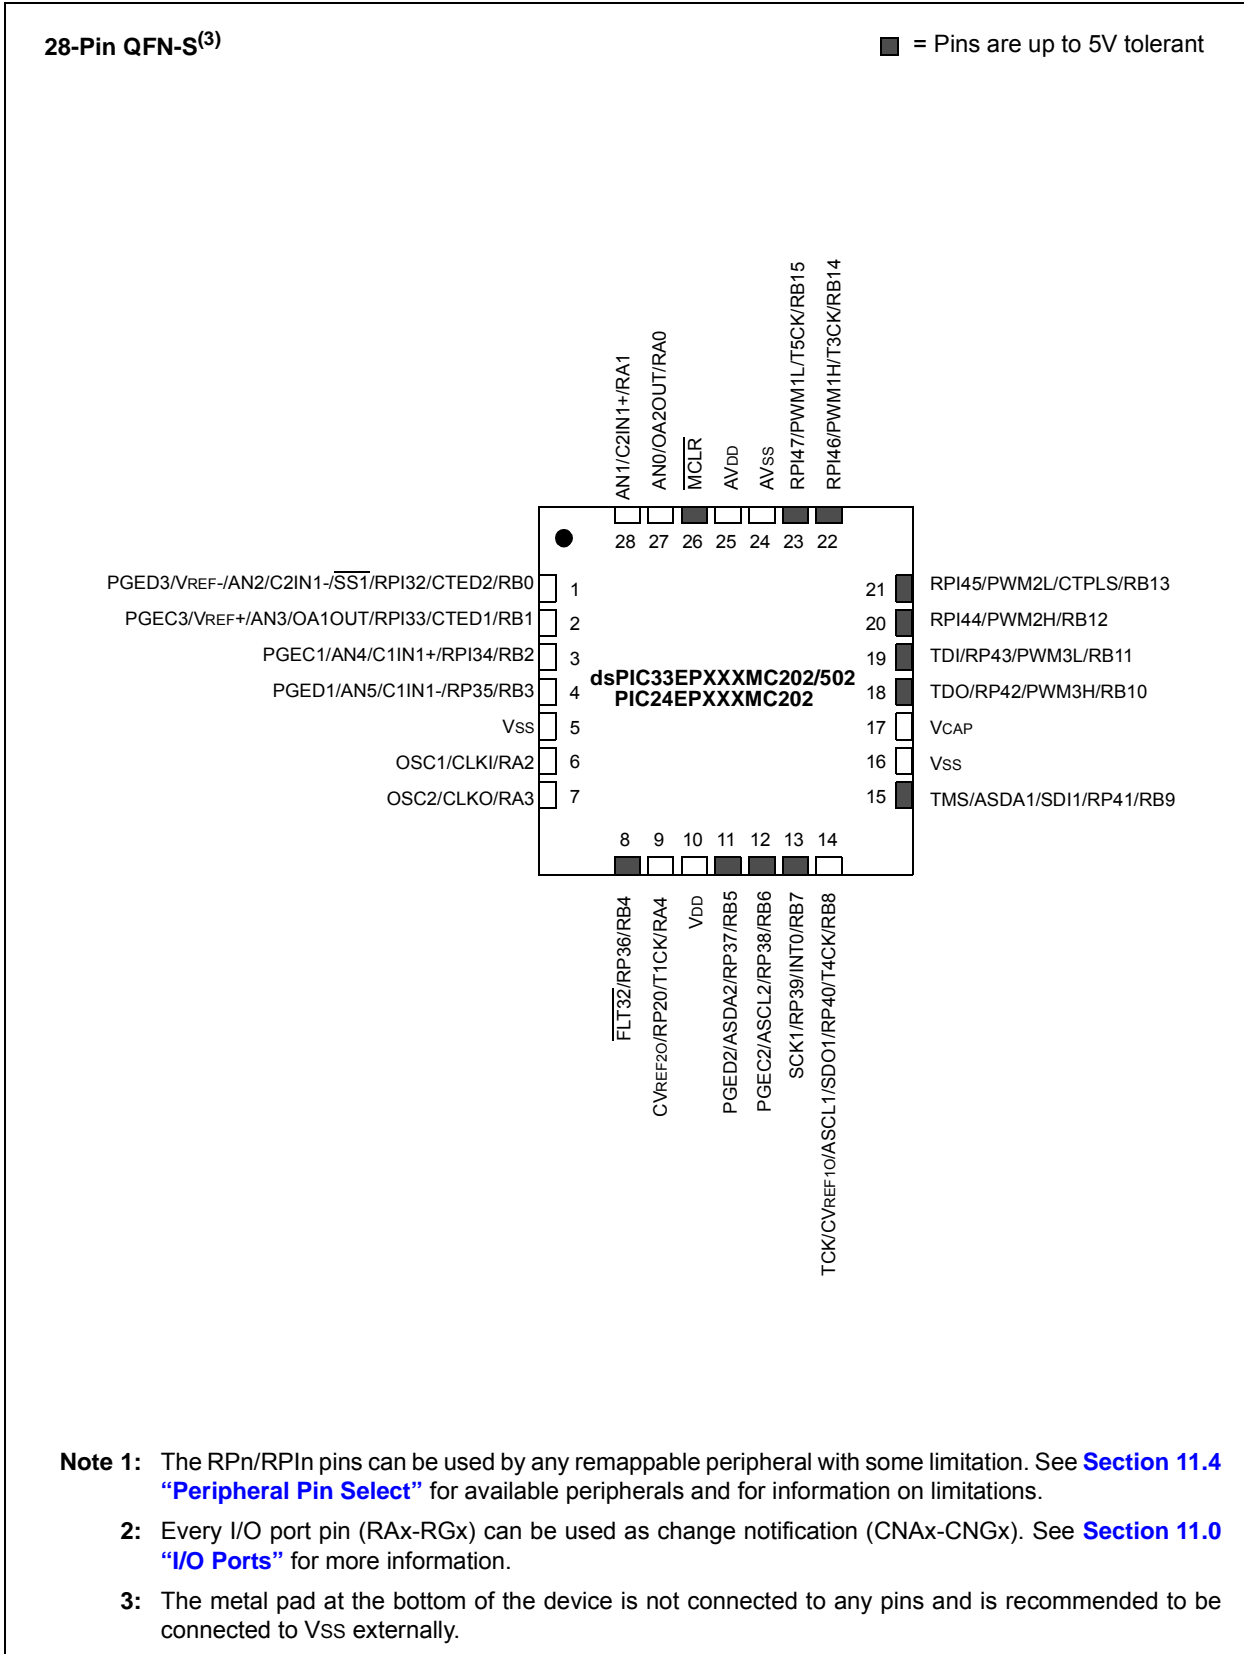 28-Pin QFN-S(3)
= Pins are up to 5V tolerant
AN1/C2IN1+/RA1
AN0/OA2OUT/RA0
MCLR
AVDD
AVSS
RPI47/PWM1L/T5CK/RB15
RPI46/PWM1H/T3CK/RB14
28 27 26 25 24 23 22
PGED3/VREF-/AN2/C2IN1-/SS1/RPI32/CTED2/RB0 1
PGEC3/VREF+/AN3/OA1OUT/RPI33/CTED1/RB1 2
PGEC1/AN4/C1IN1+/RPI34/RB2 3
PGED1/AN5/C1IN1-/RP35/RB3 4
VSS 5
OSC1/CLKI/RA2 6
OSC2/CLKO/RA3 7
dsPIC33EPXXXMC202/502
PIC24EPXXXMC202
21 RPI45/PWM2L/CTPLS/RB13
20 RPI44/PWM2H/RB12
19 TDI/RP43/PWM3L/RB11
18 TDO/RP42/PWM3H/RB10
17 VCAP
16 VSS
15 TMS/ASDA1/SDI1/RP41/RB9
8 9 10 11 12 13 14
FLT32/RP36/RB4
CVREF2O/RP20/T1CK/RA4
VDD
PGED2/ASDA2/RP37/RB5
PGEC2/ASCL2/RP38/RB6
SCK1/RP39/INT0/RB7
TCK/CVREF1O/ASCL1/SDO1/RP40/T4CK/RB8
Note 1: The RPn/RPIn pins can be used by any remappable peripheral with some limitation. See Section 11.4
“Peripheral Pin Select” for available peripherals and for information on limitations.
2: Every I/O port pin (RAx-RGx) can be used as change notification (CNAx-CNGx). See Section 11.0
“I/O Ports” for more information.
3: The metal pad at the bottom of the device is not connected to any pins and is recommended to be
connected to VSS externally.